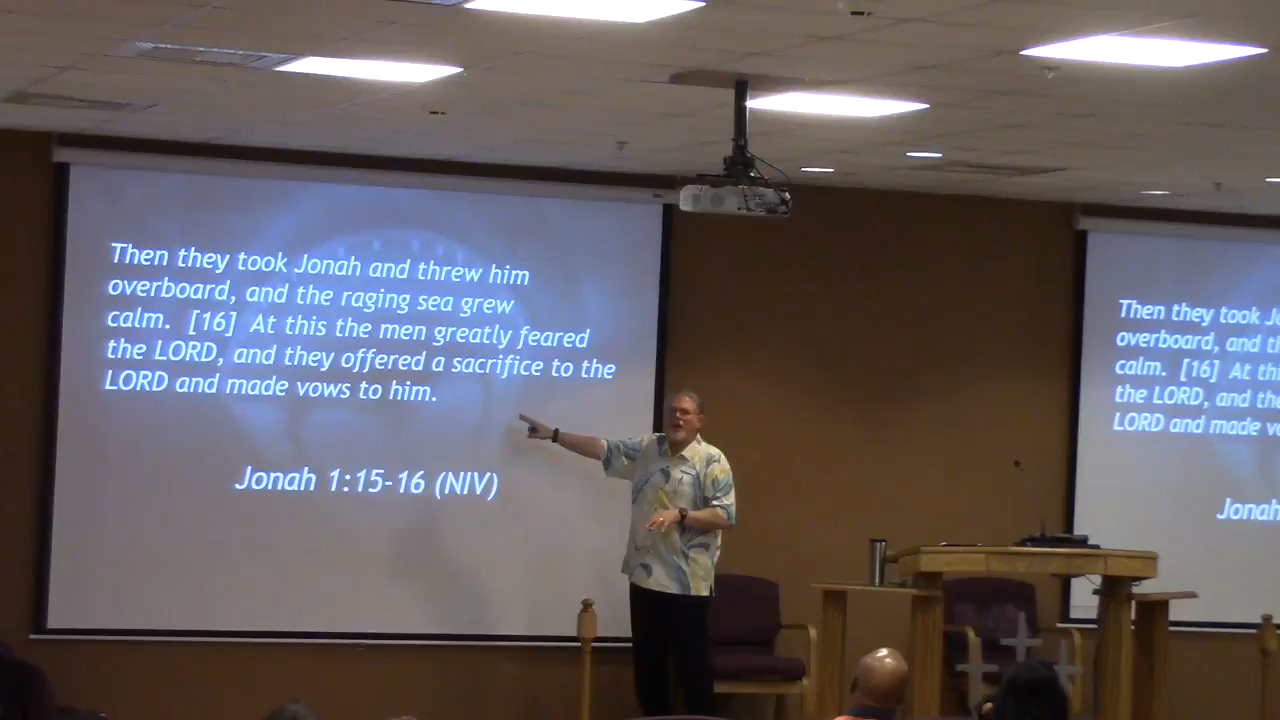 Then they took Jonah and threw him
overboard, and the raging sea grew
calm. [16] At this the men greatly feared
the LORD, and they offered a sacrifice to the
LORD and made vows to him.
Jonah 1:15-16 (NIV)
Then they took J
overboard, and th
calm. [16] At thi
the LORD, and the
LORD and made vo
Jonah